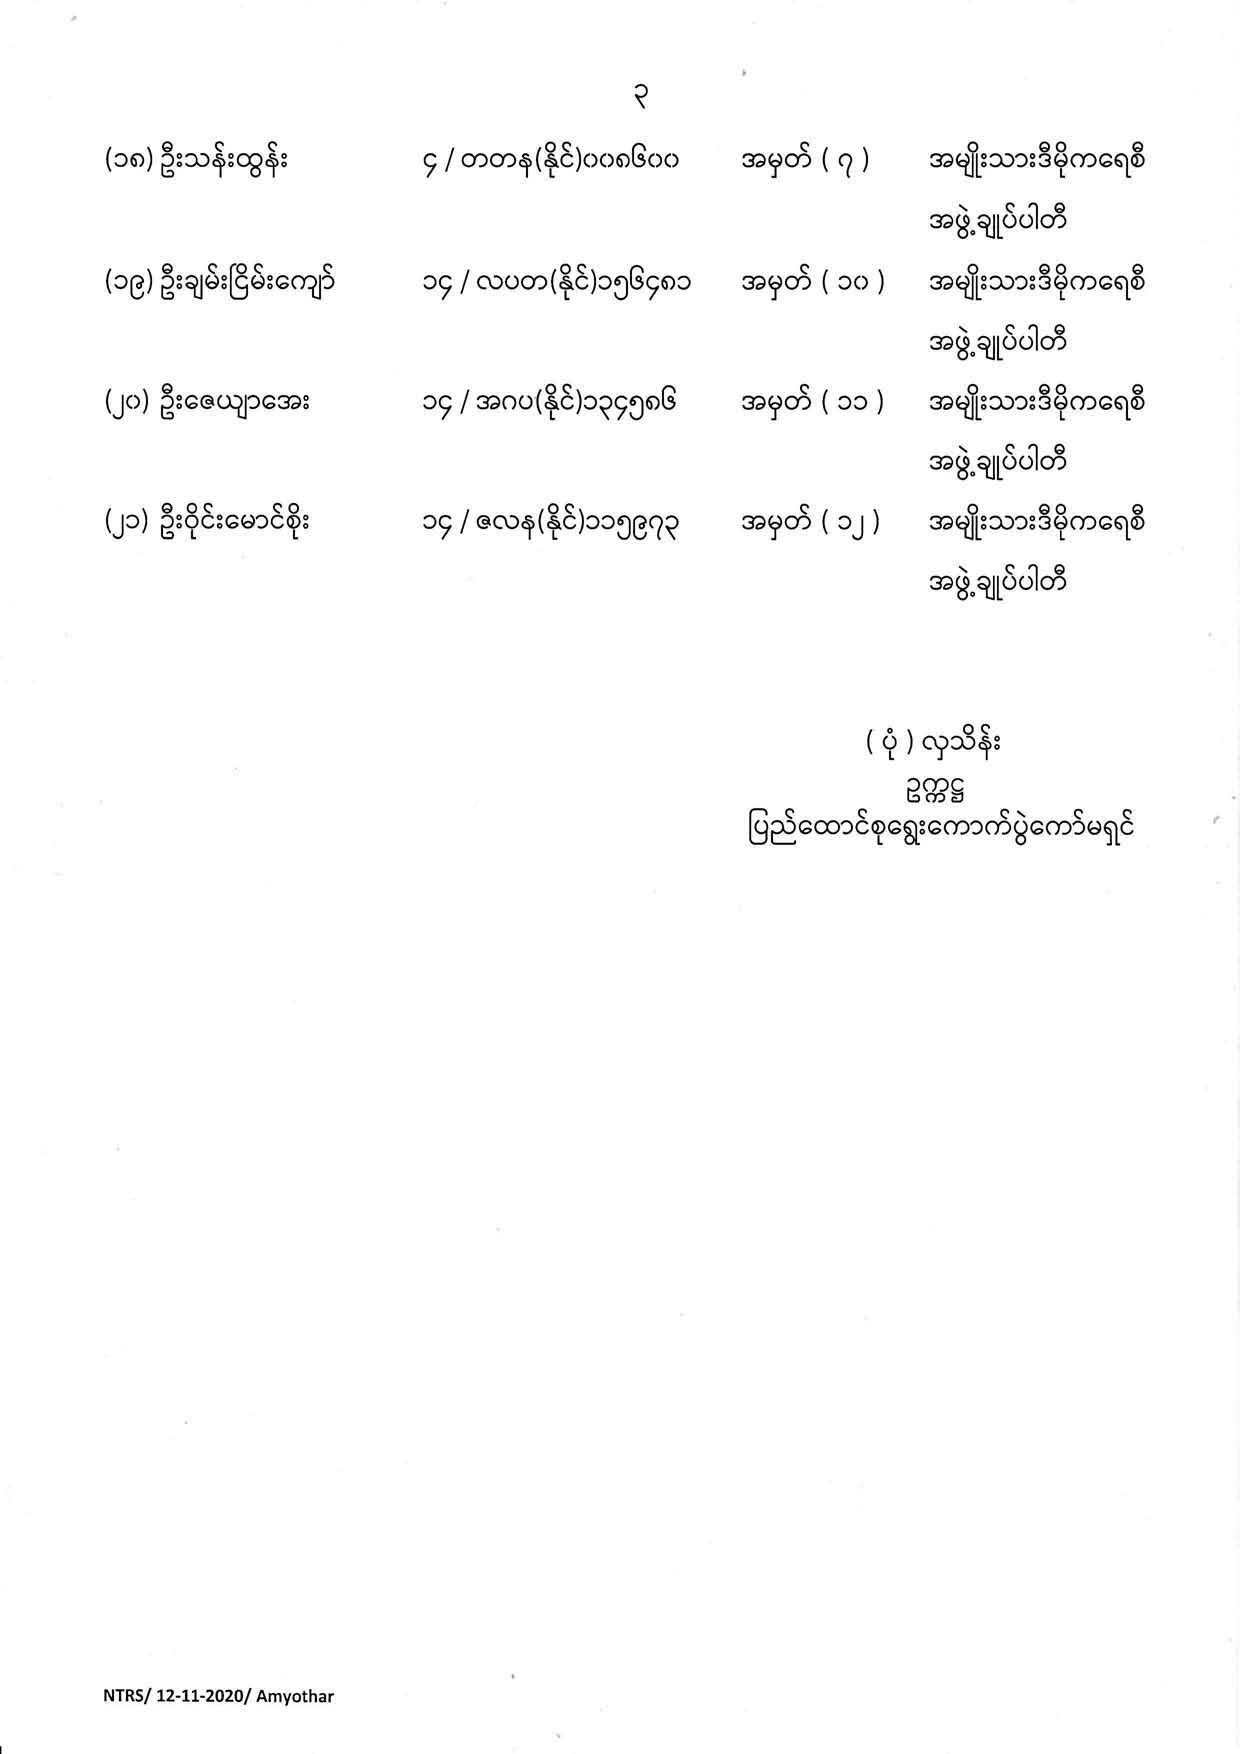 ၃
(၁၈) ဦးသန်းထွန်း ၄ / တတန(နိုင်)၀၀၈၆၀၀ အမှတ် ( ၇ ) အမျိုးသားဒီမိုကရေစီ
အဖွဲ့ချုပ်ပါတီ
(၁၉) ဦးချမ်းငြိမ်းကျော် ၁၄ / လပတ(နိုင်)၁၅၆၄၈၁ အမှတ် ( ၁၀ ) အမျိုးသားဒီမိုကရေစီ
အဖွဲ့ချုပ်ပါတီ
(၂၀) ဦးဇေယျာအေး ၁၄ / အဂပ(နိုင်)၁၃၄၅၈၆ အမှတ် ( ၁၁ ) အမျိုးသားဒီမိုကရေစီ
အဖွဲ့ချုပ်ပါတီ
(၂၁) ဦးဝိုင်းမောင်စိုး ၁၄ / ဇလန(နိုင်)၁၁၅၉၇၃ အမှတ် ( ၁၂ ) အမျိုးသားဒီမိုကရေစီ
အဖွဲ့ချုပ်ပါတီ
( ပုံ ) လှသိန်း
ဥက္ကဋ္ဌ
ပြည်ထောင်စုရွေးကောက်ပွဲကော်မရှင်
NTRS/ 12-11-2020/ Amyothar